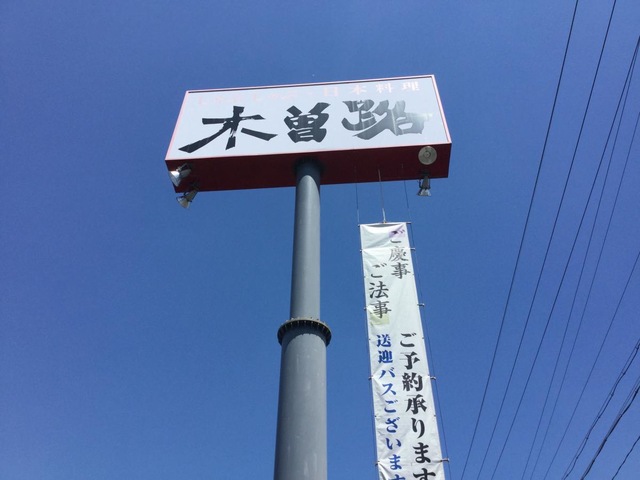 日本料理
木曽路
ご慶事
ご法事
ご予約承ります
送迎バスございます